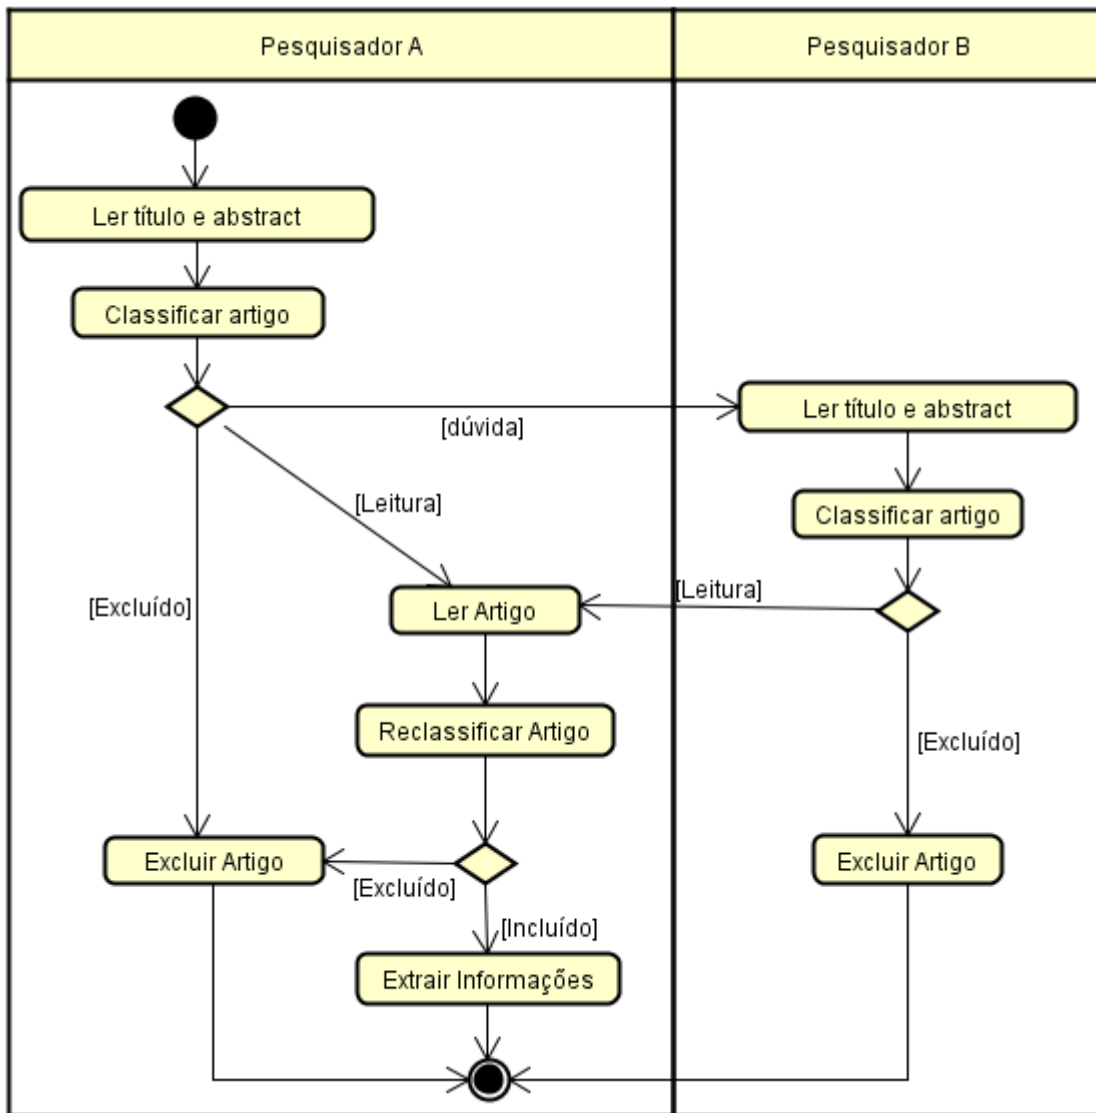 Pesquisador A
Pesquisador B
Ler título e abstract
Classificar artigo
[dúvida]
Ler título e abstract
[Leitura]
Classificar artigo
[Excluído]
Ler Artigo
[Leitura]
Reclassificar Artigo
[Excluído]
Excluir Artigo
[Excluído]
Excluir Artigo
[Incluído]
Extrair Informações